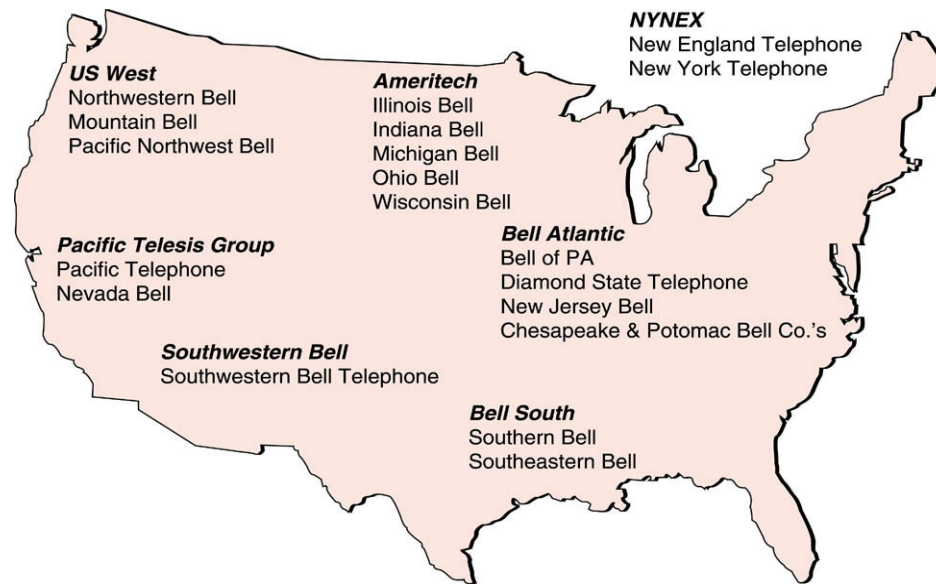 NYNEX
New England Telephone
New York Telephone
US West
Northwestern Bell
Mountain Bell
Pacific Northwest Bell
Ameritech
Illinois Bell
Indiana Bell
Michigan Bell
Ohio Bell
Wisconsin Bell
Pacific Telesis Group
Pacific Telephone
Nevada Bell
Bell Atlantic
Bell of PA
Diamond State Telephone
New Jersey Bell
Chesapeake & Potomac Bell Co.’s
Southwestern Bell
Southwestern Bell Telephone
Bell South
Southern Bell
Southeastern Bell